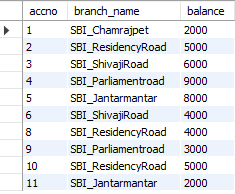 accno branch_name balance
1 SBI_Chamrajpet 2000
2 SBI_ResidencyRoad 5000
3 SBI_ShivajiRoad 6000
4 SBI_Parliamentroad 9000
5 SBI_Jantarmantar 8000
6 SBI_ShivajiRoad 4000
8 SBI_ResidencyRoad 4000
9 SBI_Parliamentroad 3000
10 SBI_ResidencyRoad 5000
11 SBI_Jantarmantar 2000